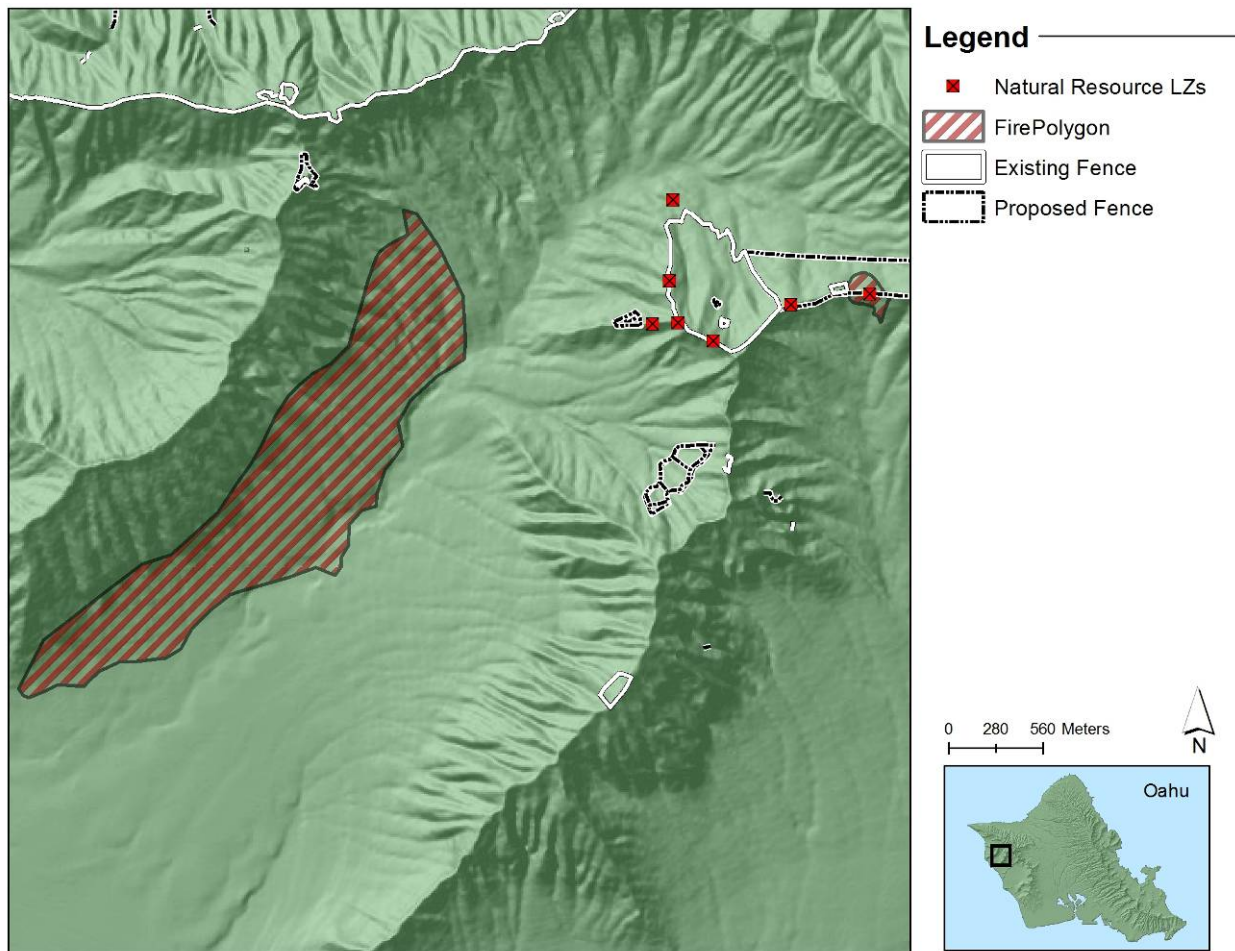 Legend
Natural Resource LZs
FirePolygon
Existing Fence
Proposed Fence
0 280 560 Meters
N
Oahu